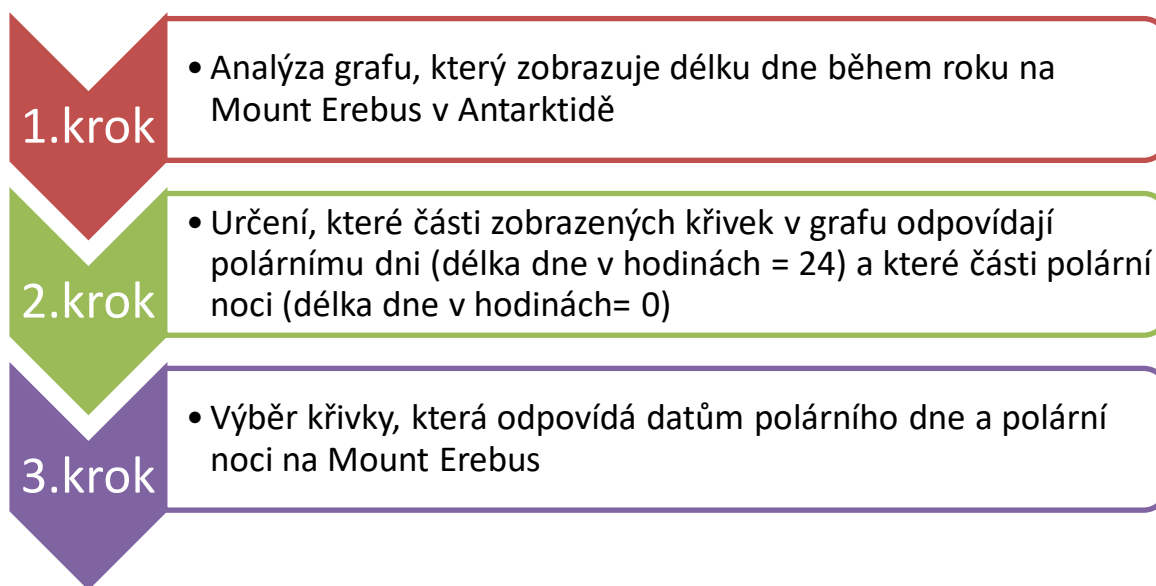 1.krok
• Analýza grafu, který zobrazuje délku dne během roku na
Mount Erebus v Antarktidě
2.krok
• Určení, které části zobrazených křivek v grafu odpovídají
polárnímu dni (délka dne v hodinách = 24) a které části polární
noci (délka dne v hodinách= 0)
3.krok
• Výběr křivky, která odpovídá datům polárního dne a polární
noci na Mount Erebus